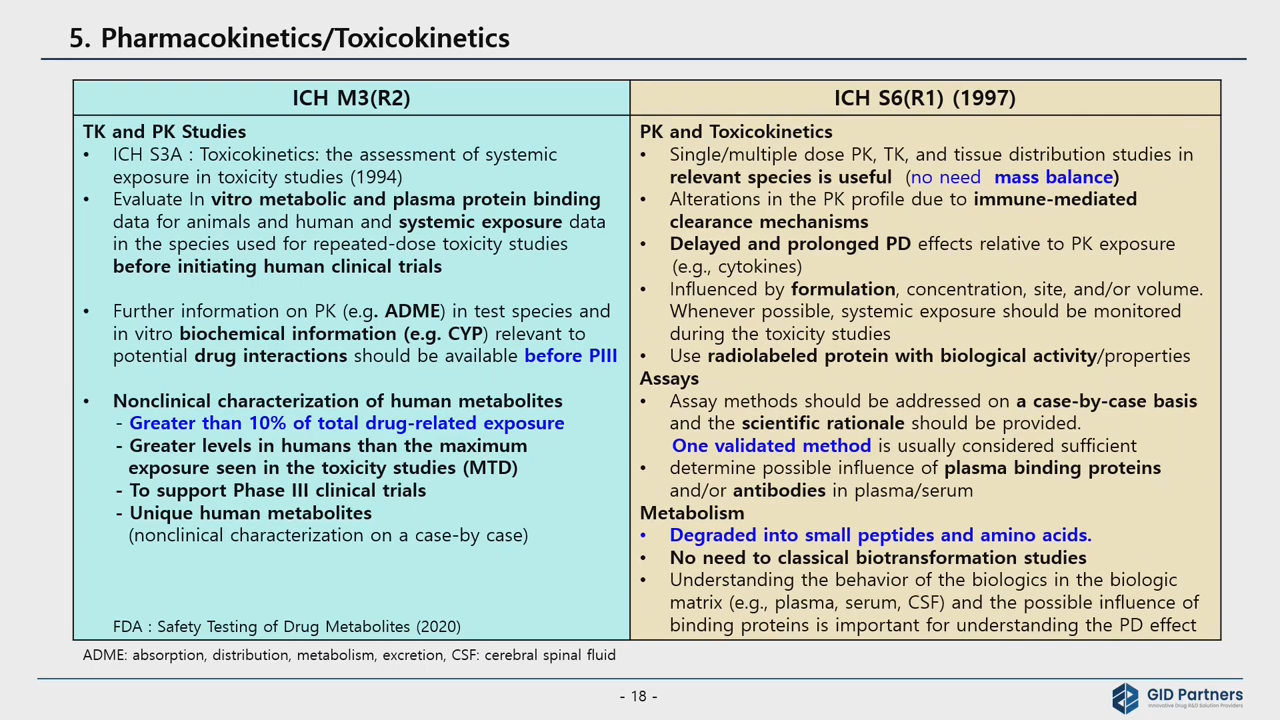 5. Pharmacokinetics/Toxicokinetics
ICH M3(R2)
TK and PK Studies
• ICH S3A : Toxicokinetics: the assessment of systemic
exposure in toxicity studies (1994)
• Evaluate In vitro metabolic and plasma protein binding
data for animals and human and systemic exposure data
in the species used for repeated-dose toxicity studies
before initiating human clinical trials
• Further information on PK (e.g. ADME) in test species and
in vitro biochemical information (e.g. CYP) relevant to
potential drug interactions should be available before PIII
• Nonclinical characterization of human metabolites
- Greater than 10% of total drug-related exposure
- Greater levels in humans than the maximum
exposure seen in the toxicity studies (MTD)
- To support Phase III clinical trials
- Unique human metabolites
(nonclinical characterization on a case-by case)
FDA : Safety Testing of Drug Metabolites (2020)
ICH S6(R1) (1997)
PK and Toxicokinetics
• Single/multiple dose PK, TK, and tissue distribution studies in
relevant species is useful (no need mass balance)
• Alterations in the PK profile due to immune-mediated
clearance mechanisms
• Delayed and prolonged PD effects relative to PK exposure
(e.g., cytokines)
• Influenced by formulation, concentration, site, and/or volume.
Whenever possible, systemic exposure should be monitored
during the toxicity studies
• Use radiolabeled protein with biological activity/properties
Assays
• Assay methods should be addressed on a case-by-case basis
and the scientific rationale should be provided.
One validated method is usually considered sufficient
• determine possible influence of plasma binding proteins
and/or antibodies in plasma/serum
Metabolism
• Degraded into small peptides and amino acids.
• No need to classical biotransformation studies
• Understanding the behavior of the biologics in the biologic
matrix (e.g., plasma, serum, CSF) and the possible influence of
binding proteins is important for understanding the PD effect
ADME: absorption, distribution, metabolism, excretion, CSF: cerebral spinal fluid
- 18 -
GID Partners
Innovative Drug R&D Solution Providers